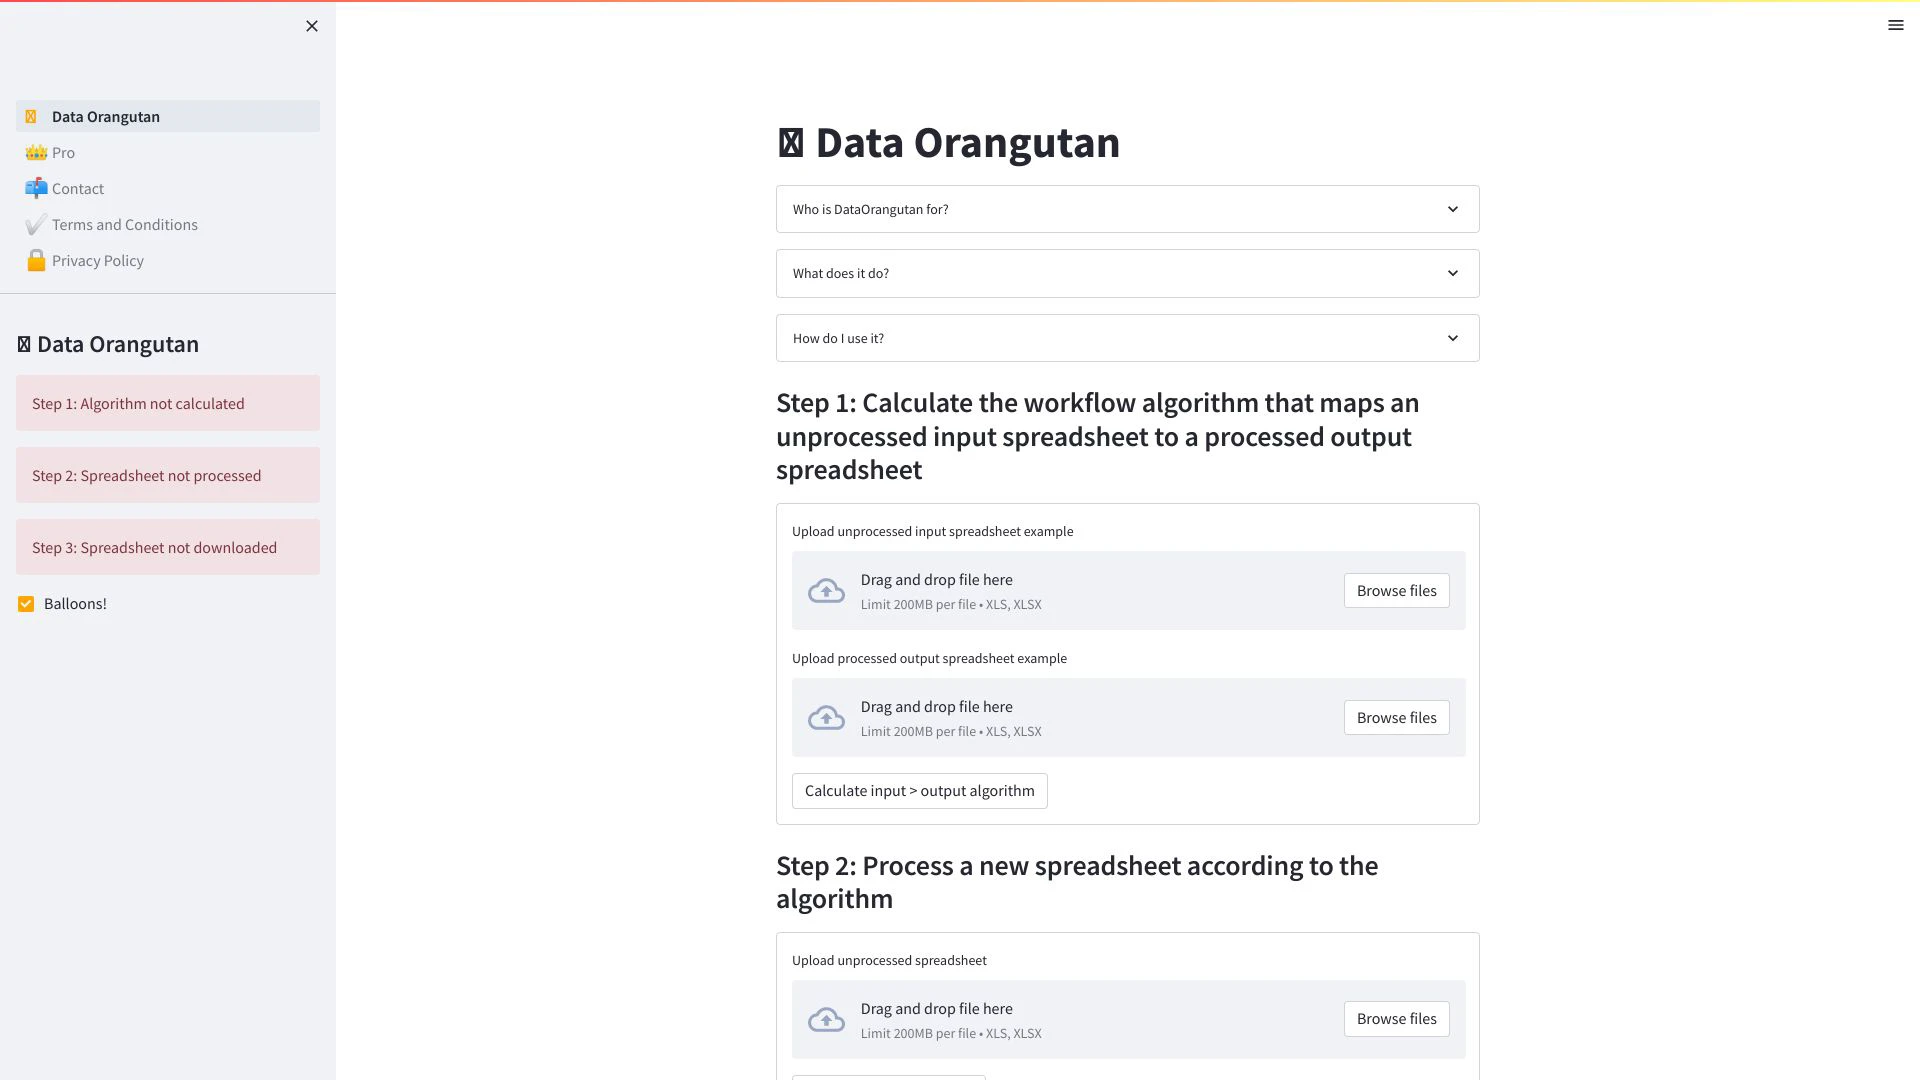 Data Orangutan
Pro
Contact
Terms and Conditions
Privacy Policy
Data Orangutan
Step 1: Algorithm not calculated
Step 2: Spreadsheet not processed
Step 3: Spreadsheet not downloaded
Balloons!
Data Orangutan
Who is DataOrangutan for?
What does it do?
How do I use it?
Step 1: Calculate the workflow algorithm that maps an
unprocessed input spreadsheet to a processed output
spreadsheet
Upload unprocessed input spreadsheet example
Drag and drop file here
Limit 200MB per file • XLS, XLSX
Browse files
Upload processed output spreadsheet example
Drag and drop file here
Limit 200MB per file • XLS, XLSX
Browse files
Calculate input > output algorithm
Step 2: Process a new spreadsheet according to the
algorithm
Upload unprocessed spreadsheet
Drag and drop file here
Limit 200MB per file • XLS, XLSX
Browse files